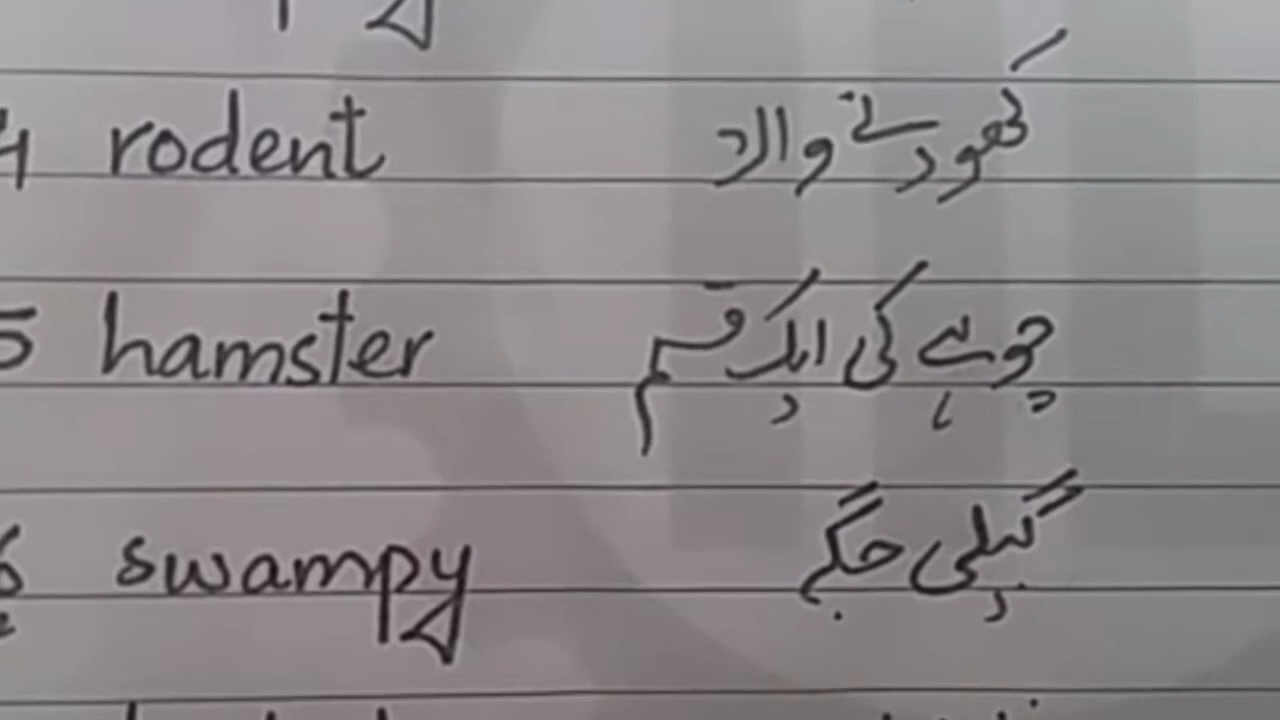 4 rodent کھودنے والا
5 hamster چوہے کی ایک قسم
6 swampy گیلی جگہ